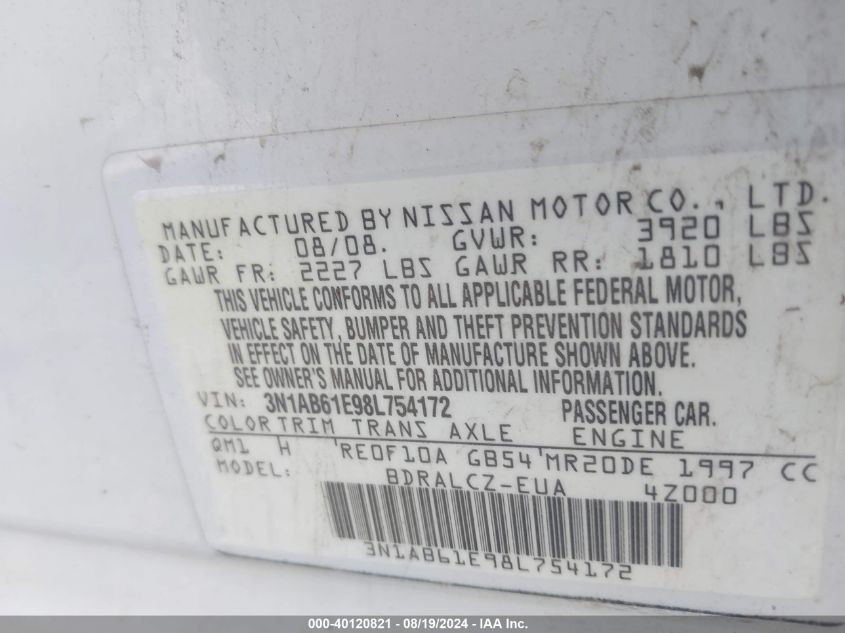 MANUFACTURED BY NISSAN MOTOR CO., LTD.
DATE: 08/08. GVWR: 3920 LBS
GAWR FR: 2227 LBS GAWR RR: 1810 LBS
THIS VEHICLE CONFORMS TO ALL APPLICABLE FEDERAL MOTOR,
VEHICLE SAFETY, BUMPER AND THEFT PREVENTION STANDARDS
IN EFFECT ON THE DATE OF MANUFACTURE SHOWN ABOVE.
SEE OWNER'S MANUAL FOR ADDITIONAL INFORMATION.
VIN: 3N1AB61E98L754172 PASSENGER CAR.
COLOR TRIM TRANS AXLE ENGINE
QM1 H 'RE0F10A GB54'MR20DE 1997 CC
MODEL: BDRALCZ-EUA 4Z000
3N1AB61E98L754172
000-40120821 - 08/19/2024 - IAA Inc.